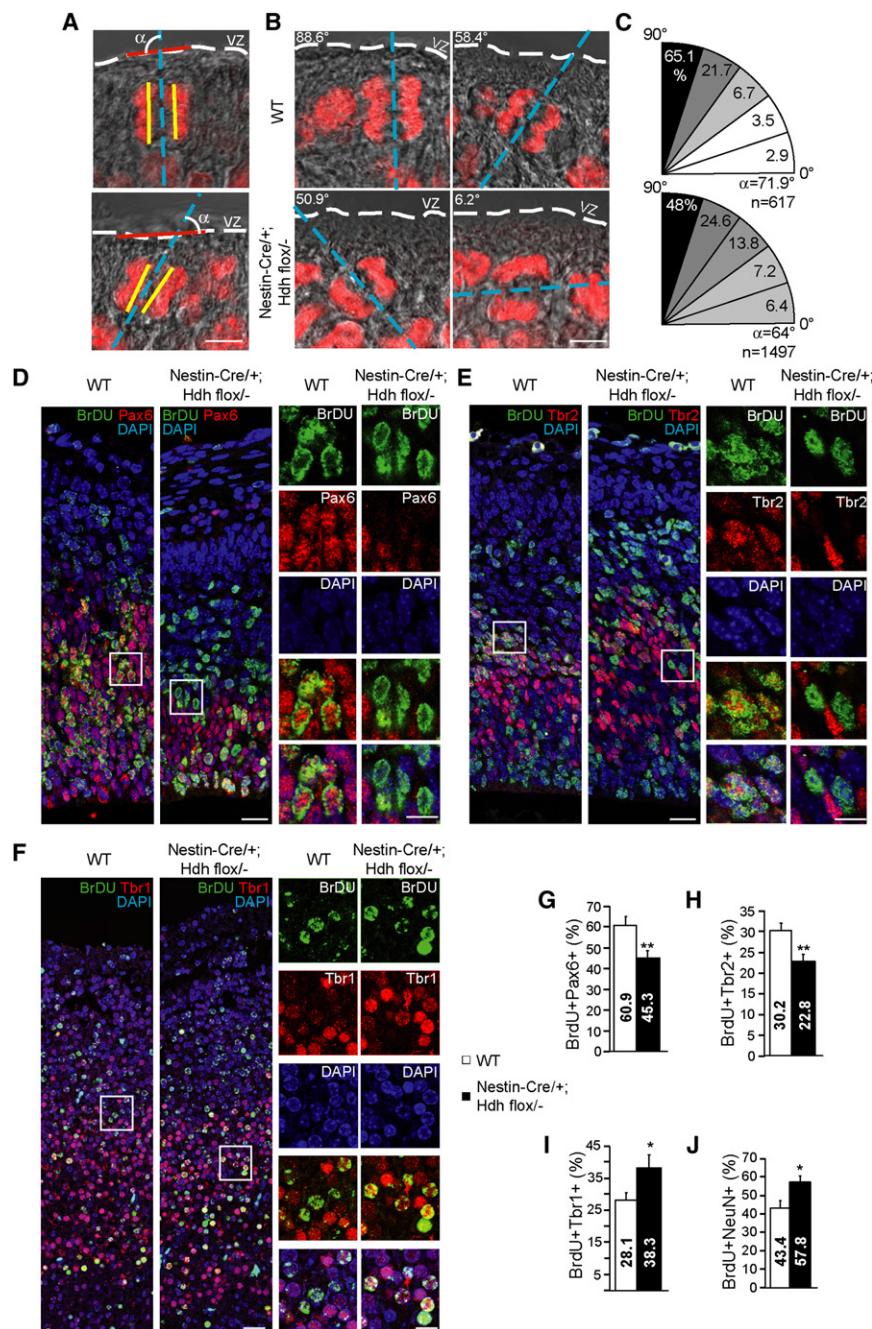 A
B
C
α
VZ
α
VZ
WT
88.6°
58.4°
Nestin-Cre/+;
Hdh flox/-
50.9°
VZ
6.2°
VZ
90°
65.1
%
21.7
6.7
3.5
2.9
0°
α=71.9°
n=617
90°
48%
24.6
13.8
7.2
6.4
0°
α=64°
n=1497
D
WT
Nestin-Cre/+;
Hdh flox/-
BrDU Pax6
DAPI
BrDU Pax6
DAPI
WT
Nestin-Cre/+;
Hdh flox/-
BrDU
BrDU
Pax6
Pax6
DAPI
DAPI
E
WT
Nestin-Cre/+;
Hdh flox/-
BrDU Tbr2
DAPI
BrDU Tbr2
DAPI
WT
Nestin-Cre/+;
Hdh flox/-
BrDU
BrDU
Tbr2
Tbr2
DAPI
DAPI
F
WT
Nestin-Cre/+;
Hdh flox/-
BrDU Tbr1
DAPI
BrDU Tbr1
DAPI
WT
Nestin-Cre/+;
Hdh flox/-
BrDU
BrDU
Tbr1
Tbr1
DAPI
DAPI
WT
Nestin-Cre/+;
Hdh flox/-
G
BrdU+Pax6+ (%)
70
60
50
40
30
20
10
0
60.9
45.3
**
H
BrdU+Tbr2+ (%)
35
30
25
20
15
10
5
0
30.2
22.8
**
I
BrdU+Tbr1+ (%)
45
35
25
15
5
28.1
38.3
*
J
BrdU+NeuN+ (%)
70
60
50
40
30
20
10
0
43.4
57.8
*